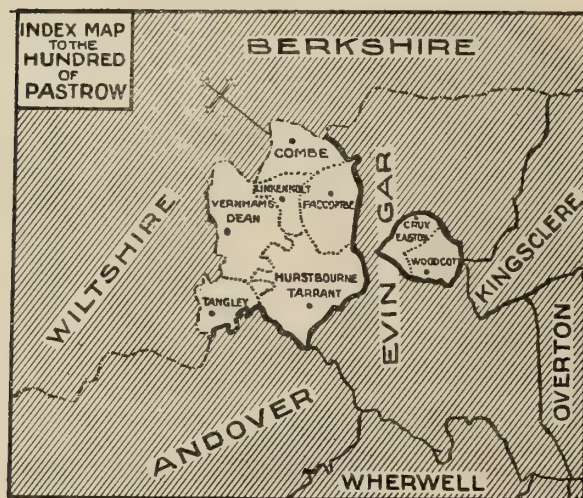 INDEX MAP
TO THE
HUNDRED
OF
PASTROW
BERKSHIRE
COMBE
LINKENHOLT
VERNHAMS
DEAN
FACCOMBE
EVIN GAR
CRUX
EASTON
WOODCOTT
HURSTBOURNE
TARRANT
TANGLEY
WILTSHIRE
KINGSCLERE
OVERTON
ANDOVER
WHERWELL